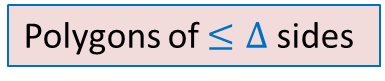 Polygons of ≤ Δ sides